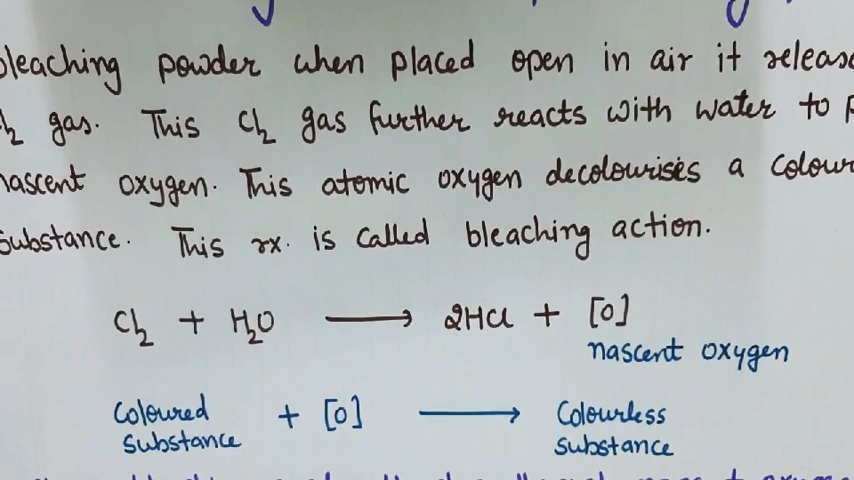 bleaching powder when placed open in air it releas
Cl₂ gas. This Cl₂ gas further reacts with water to
nascent oxygen. This atomic oxygen decolourises a colour
substance. This rx. is called bleaching action.
Cl₂ + H₂O ⟶ 2HCl + [O]
nascent oxygen
Coloured substance + [O] ⟶ Colourless substance